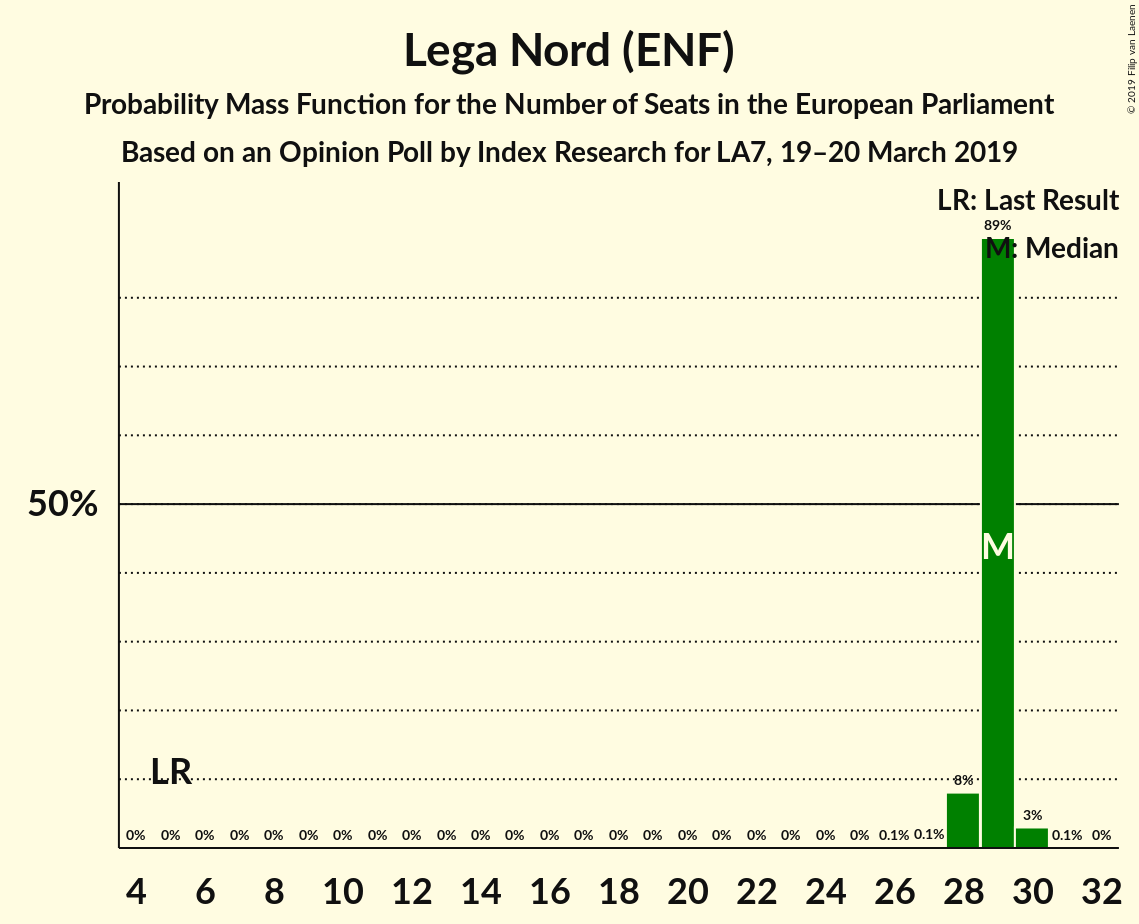 Lega Nord (ENF)
Probability Mass Function for the Number of Seats in the European Parliament
Based on an Opinion Poll by Index Research for LA7, 19–20 March 2019
© 2019 Filip van Laenen
LR: Last Result
M: Median
89%
50%
M
LR
8%
3%
0% 0% 0% 0% 0% 0% 0% 0% 0% 0% 0% 0% 0% 0% 0% 0% 0% 0% 0% 0% 0% 0% 0.1% 0.1% 0.1% 0%
4 6 8 10 12 14 16 18 20 22 24 26 28 30 32